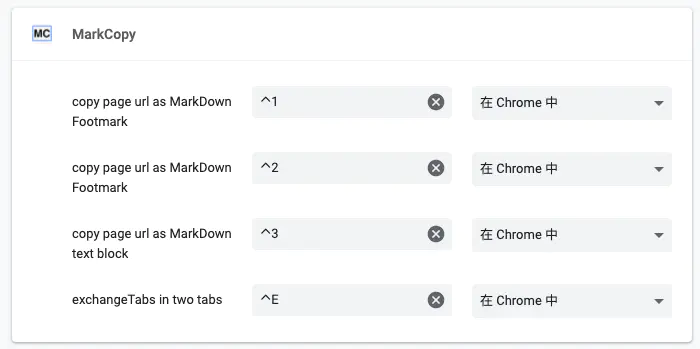 MC MarkCopy
copy page url as MarkDown ^1 在 Chrome 中
Footmark
copy page url as MarkDown ^2 在 Chrome 中
Footmark
copy page url as MarkDown ^3 在 Chrome 中
text block
exchangeTabs in two tabs ^E 在 Chrome 中